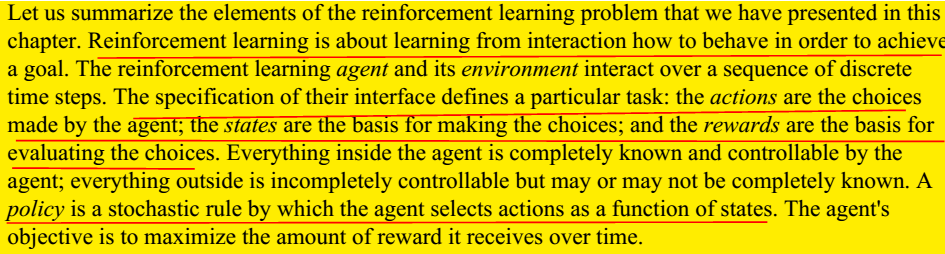 Let us summarize the elements of the reinforcement learning problem that we have presented in this
chapter. Reinforcement learning is about learning from interaction how to behave in order to achieve
a goal. The reinforcement learning agent and its environment interact over a sequence of discrete
time steps. The specification of their interface defines a particular task: the actions are the choices
made by the agent; the states are the basis for making the choices; and the rewards are the basis for
evaluating the choices. Everything inside the agent is completely known and controllable by the
agent; everything outside is incompletely controllable but may or may not be completely known. A
policy is a stochastic rule by which the agent selects actions as a function of states. The agent's
objective is to maximize the amount of reward it receives over time.